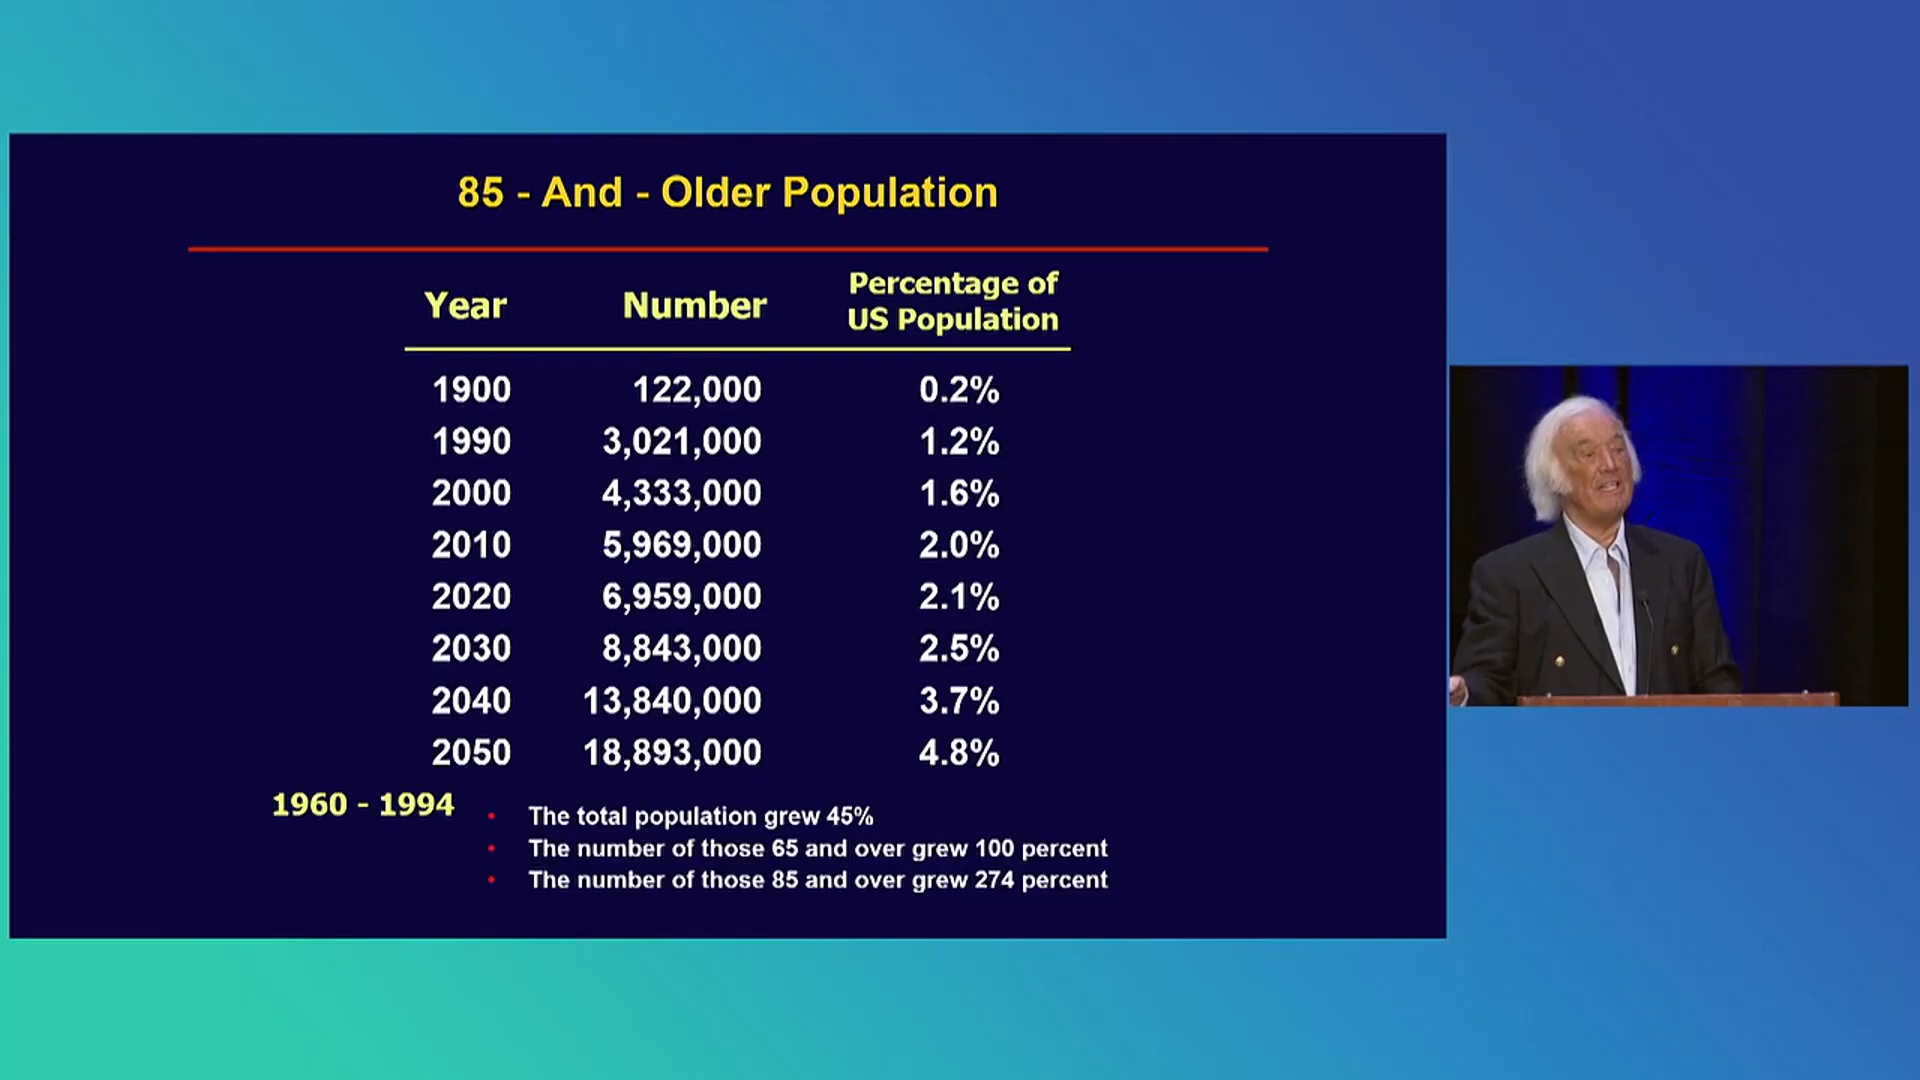 85 - And - Older Population
Year Number Percentage of US Population
1900 122,000 0.2%
1990 3,021,000 1.2%
2000 4,333,000 1.6%
2010 5,969,000 2.0%
2020 6,959,000 2.1%
2030 8,843,000 2.5%
2040 13,840,000 3.7%
2050 18,893,000 4.8%
1960 - 1994
• The total population grew 45%
• The number of those 65 and over grew 100 percent
• The number of those 85 and over grew 274 percent